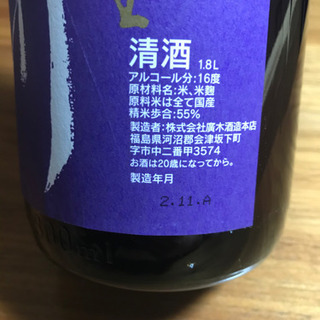 清酒 1.8L
アルコール分:16度
原材料名:米、米麹
原料米は全て国産
精米歩合:55%
製造者:株式会社廣木酒造本店
福島県河沼郡会津坂下町
字市中二番甲3574
お酒は20歳になってから。
製造年月
2.11.A